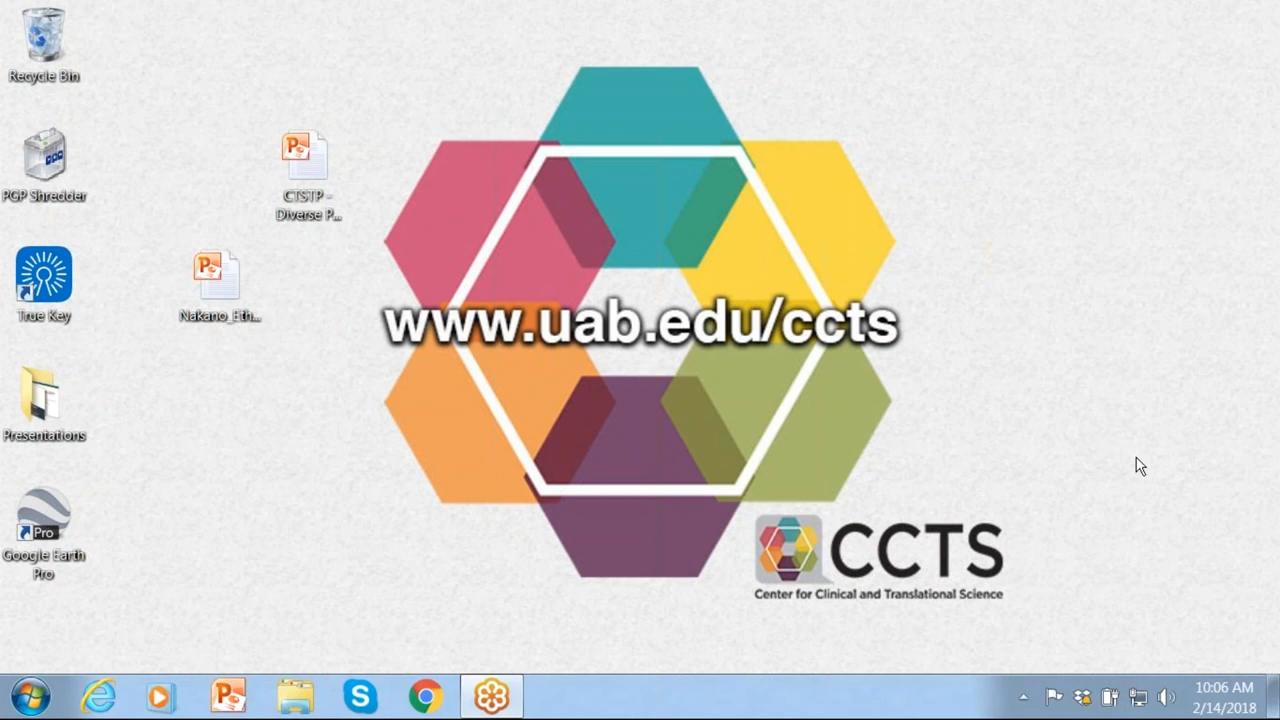 Recycle Bin
PGP Shredder
True Key
Presentations
Pro
Google Earth
Pro
CTSTP -
Diverse P...
Nakano_Eth...
www.uab.edu/ccts
CCTS
Center for Clinical and Translational Science
10:06 AM
2/14/2018